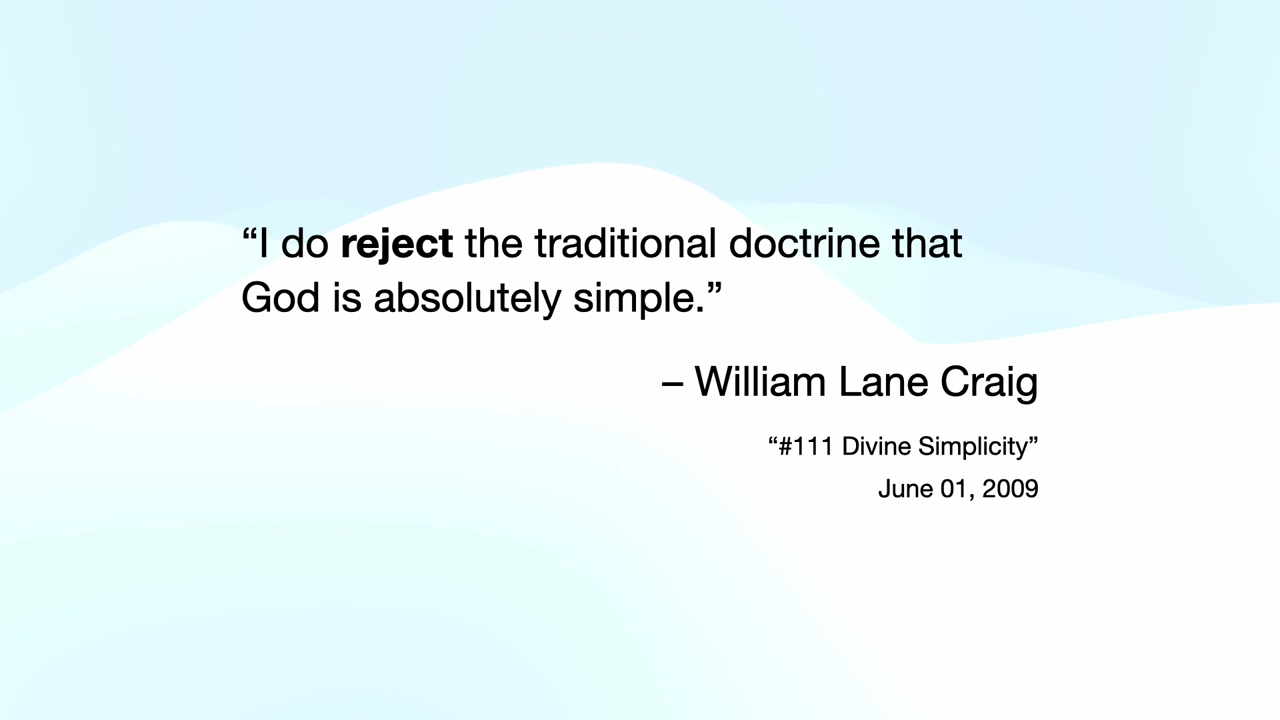 “I do reject the traditional doctrine that
God is absolutely simple.”
– William Lane Craig
“#111 Divine Simplicity”
June 01, 2009